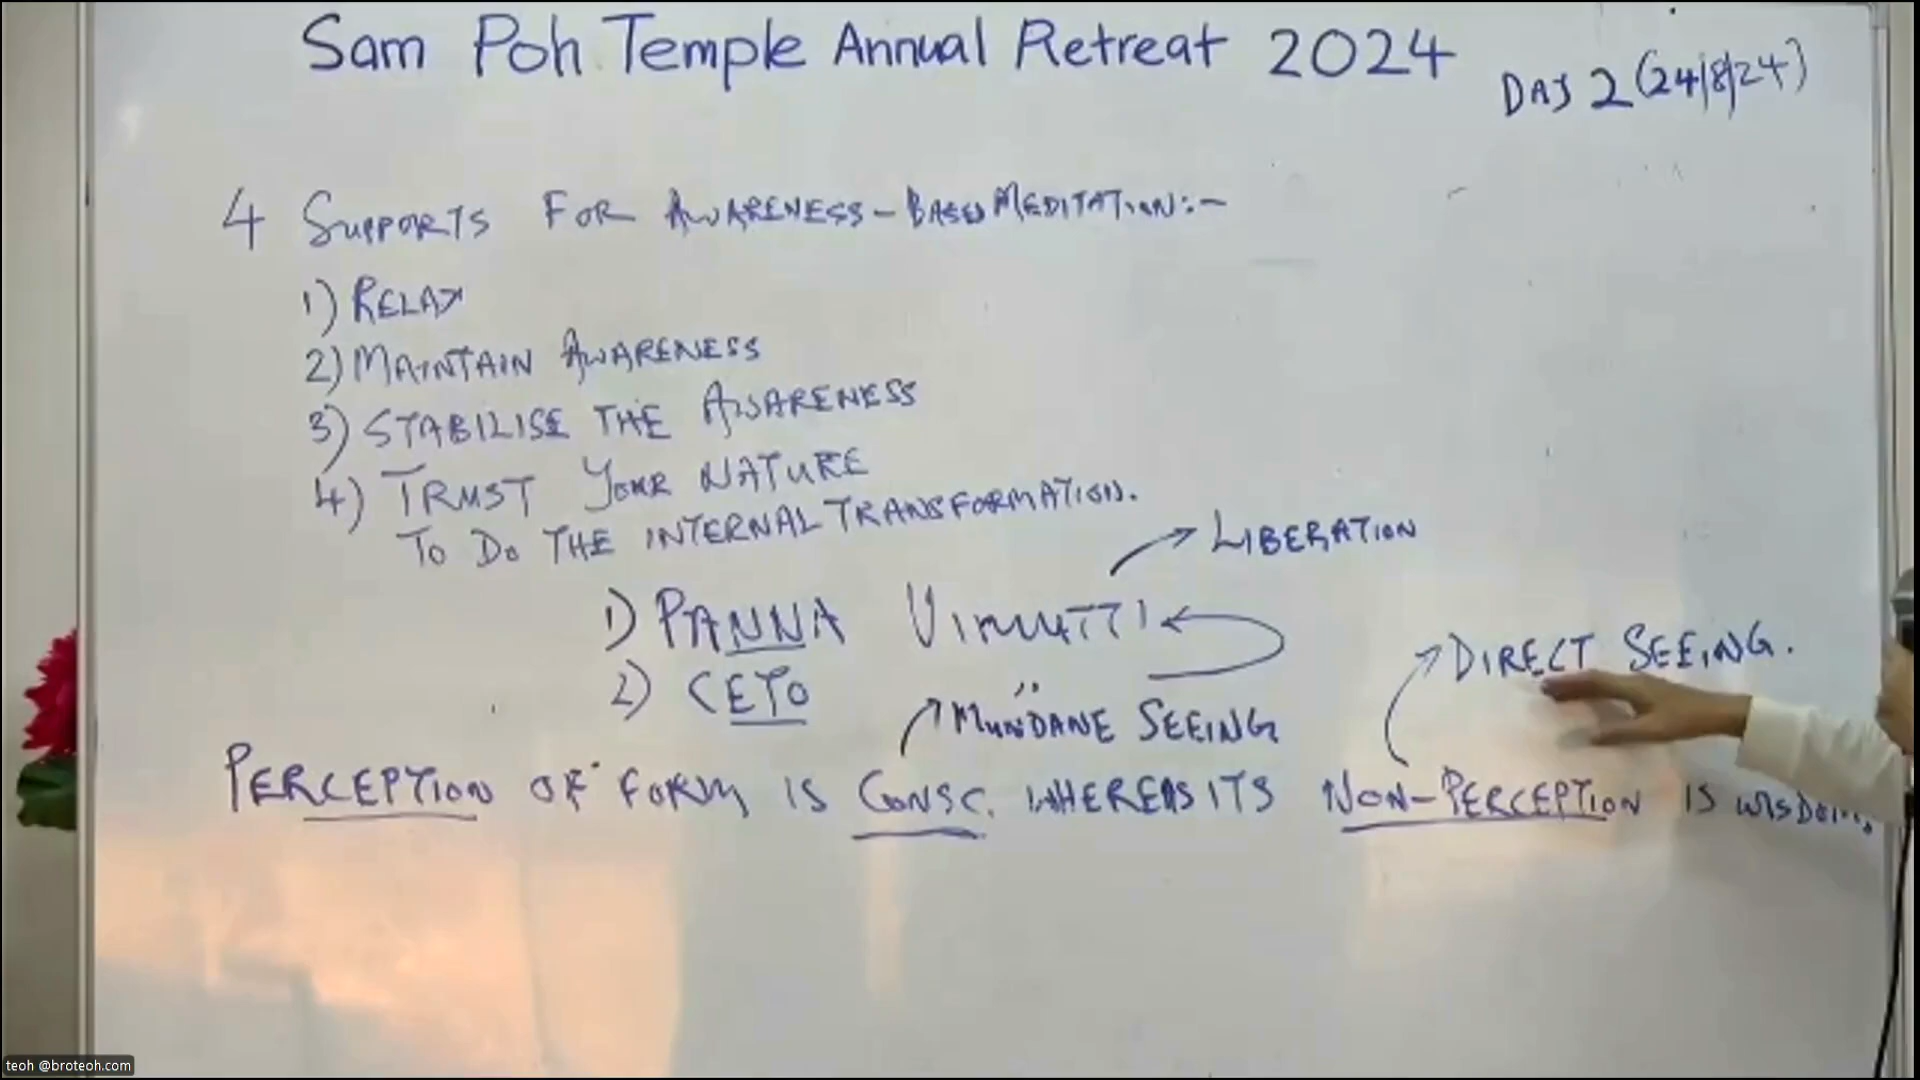 Sam Poh Temple Annual Retreat 2024
DAY 2 (24/8/24)
4 SUPPORTS FOR AWARENESS-BASED MEDITATION:-
1) RELAX
2) MAINTAIN AWARENESS
3) STABILISE THE AWARENESS
4) TRUST YOUR NATURE
TO DO THE INTERNAL TRANSFORMATION.
LIBERATION
1) PANNA VIMUTTI
2) CETO "
DIRECT SEEING.
MUNDANE SEEING
PERCEPTION OF FORM IS CONSC. WHEREAS ITS NON-PERCEPTION IS WISDOM.
teoh @broteoh.com